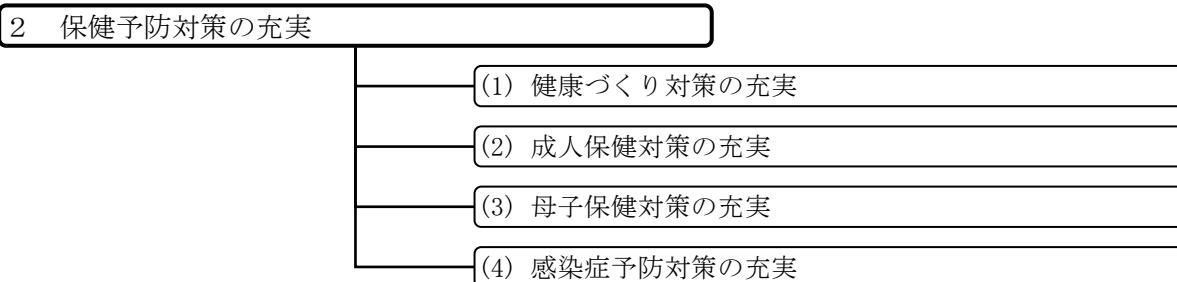 ２　保健予防対策の充実
(1) 健康づくり対策の充実
(2) 成人保健対策の充実
(3) 母子保健対策の充実
(4) 感染症予防対策の充実